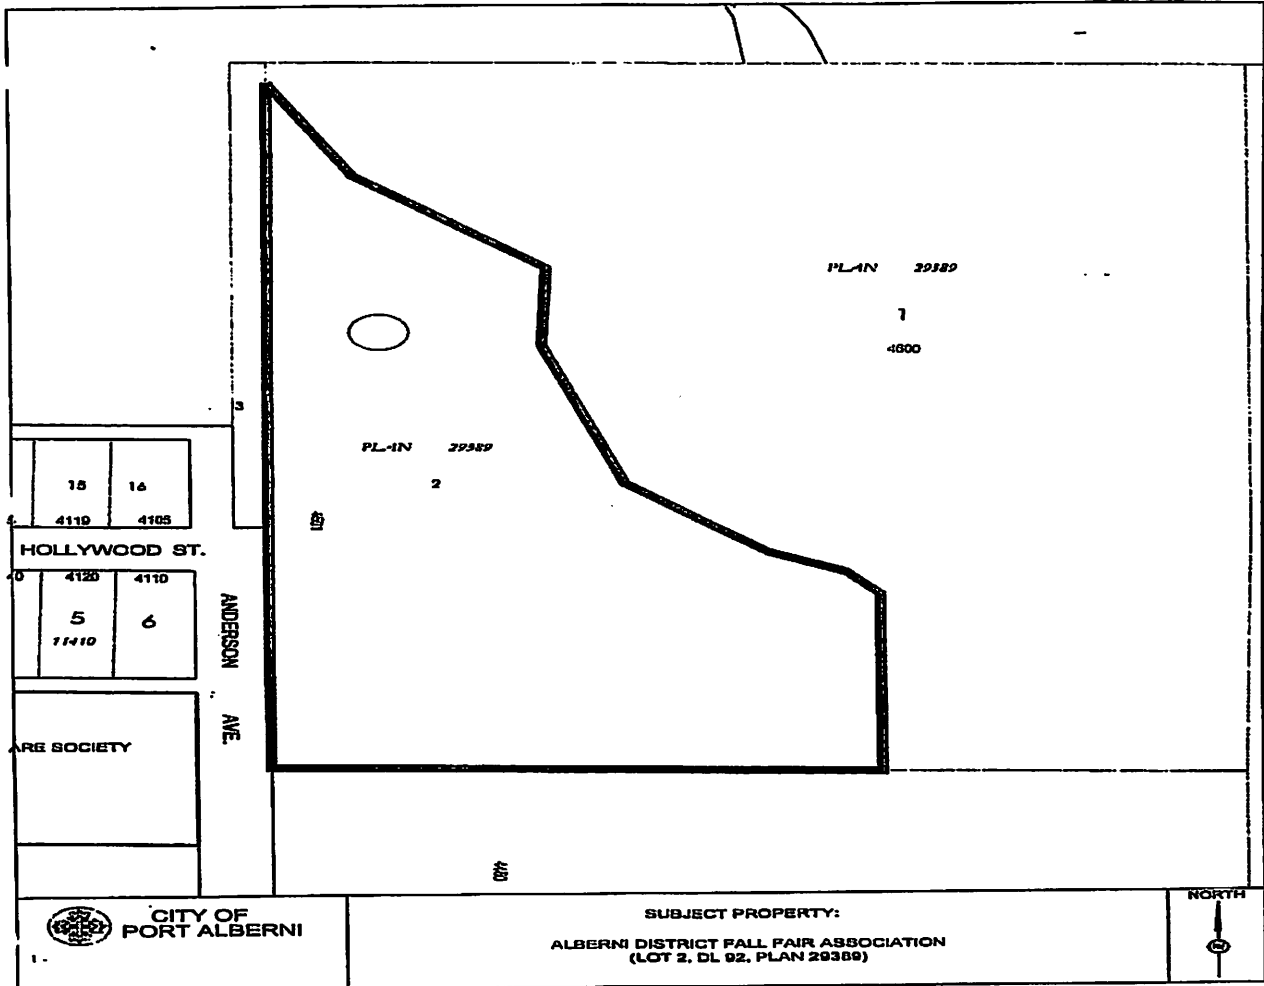 PLAN 29389
1
4600
3
PLAN 29389
2
15 16
4119 4105
HOLLYWOOD ST.
4120 4110
5 6
11410
ANDERSON AVE.
ARE SOCIETY
CITY OF
PORT ALBERNI
SUBJECT PROPERTY:
ALBERNI DISTRICT FALL FAIR ASSOCIATION
(LOT 2, DL 92, PLAN 29389)
NORTH